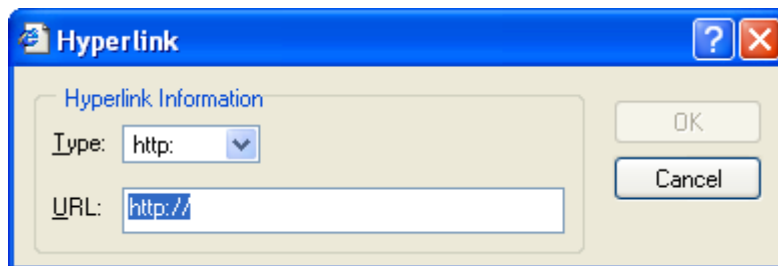 Hyperlink
Hyperlink Information
Type: http:
OK
URL: http://
Cancel